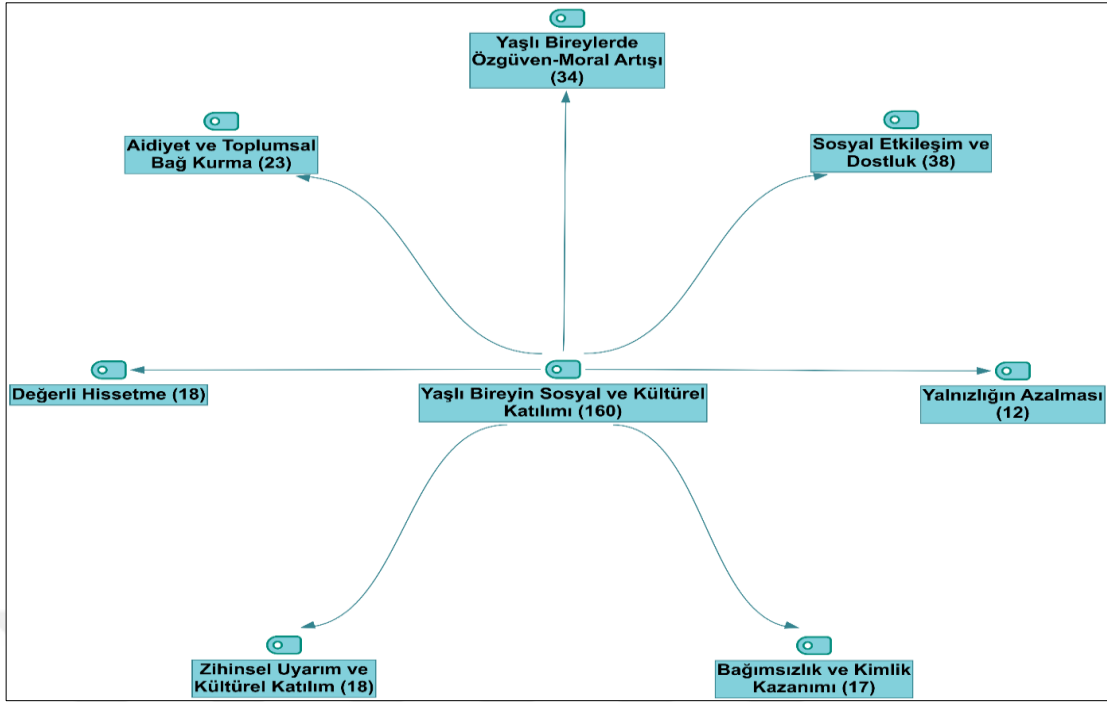 Yaşlı Bireylerde
Özgüven-Moral Artışı
(34)
Aidiyet ve Toplumsal
Bağ Kurma (23)
Sosyal Etkileşim ve
Dostluk (38)
Değerli Hissetme (18)
Yaşlı Bireyin Sosyal ve Kültürel
Katılımı (160)
Yalnızlığın Azalması
(12)
Zihinsel Uyarım ve
Kültürel Katılım (18)
Bağımsızlık ve Kimlik
Kazanımı (17)